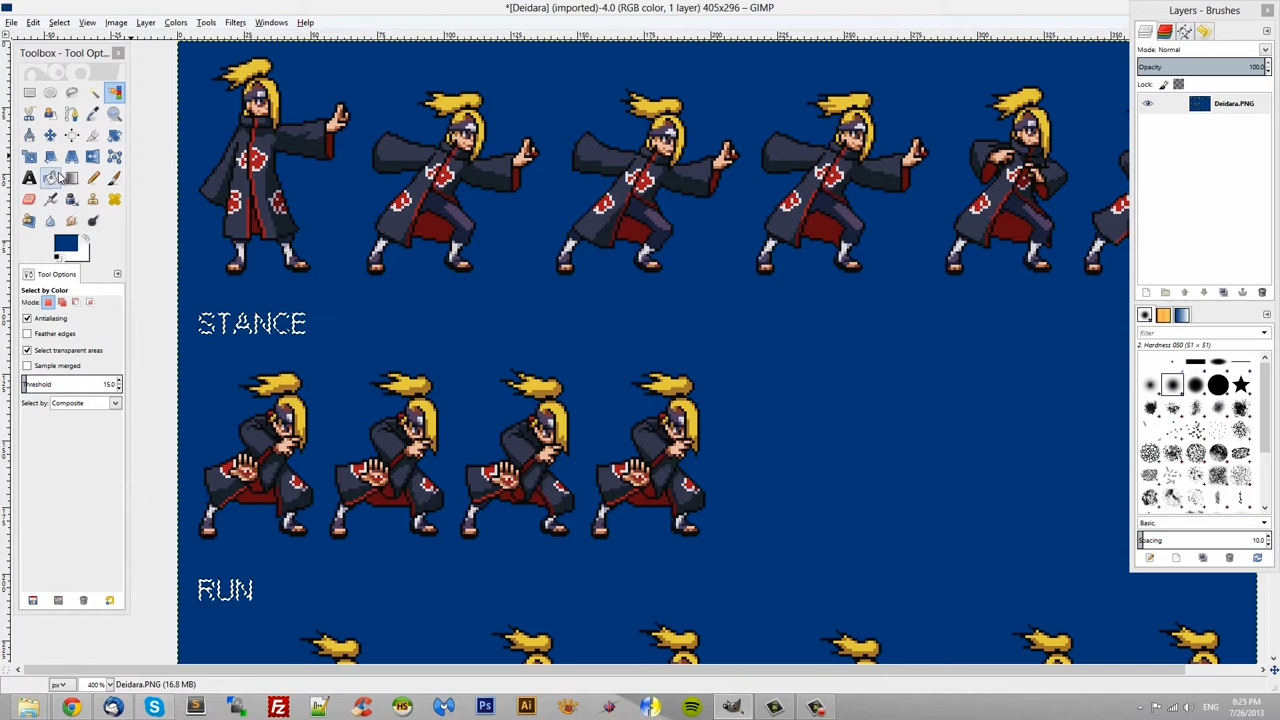 *[Deidara] (imported)-4.0 (RGB color, 1 layer) 405x296 – GIMP
File Edit Select View Image Layer Colors Tools Filters Windows Help
Toolbox - Tool Opt...
Tool Options
Select by Color
Mode:
Antialiasing
Feather edges
Select transparent areas
Sample merged
Threshold 15.0
Select by: Composite
STANCE
RUN
Layers - Brushes
Mode: Normal
Opacity 100.0
Lock:
Deidara.PNG
filter
2. Hardness 050 (51 × 51)
Basic,
Spacing 10.0
px 400% Deidara.PNG (16.8 MB)
ENG
8:25 PM
7/26/2013